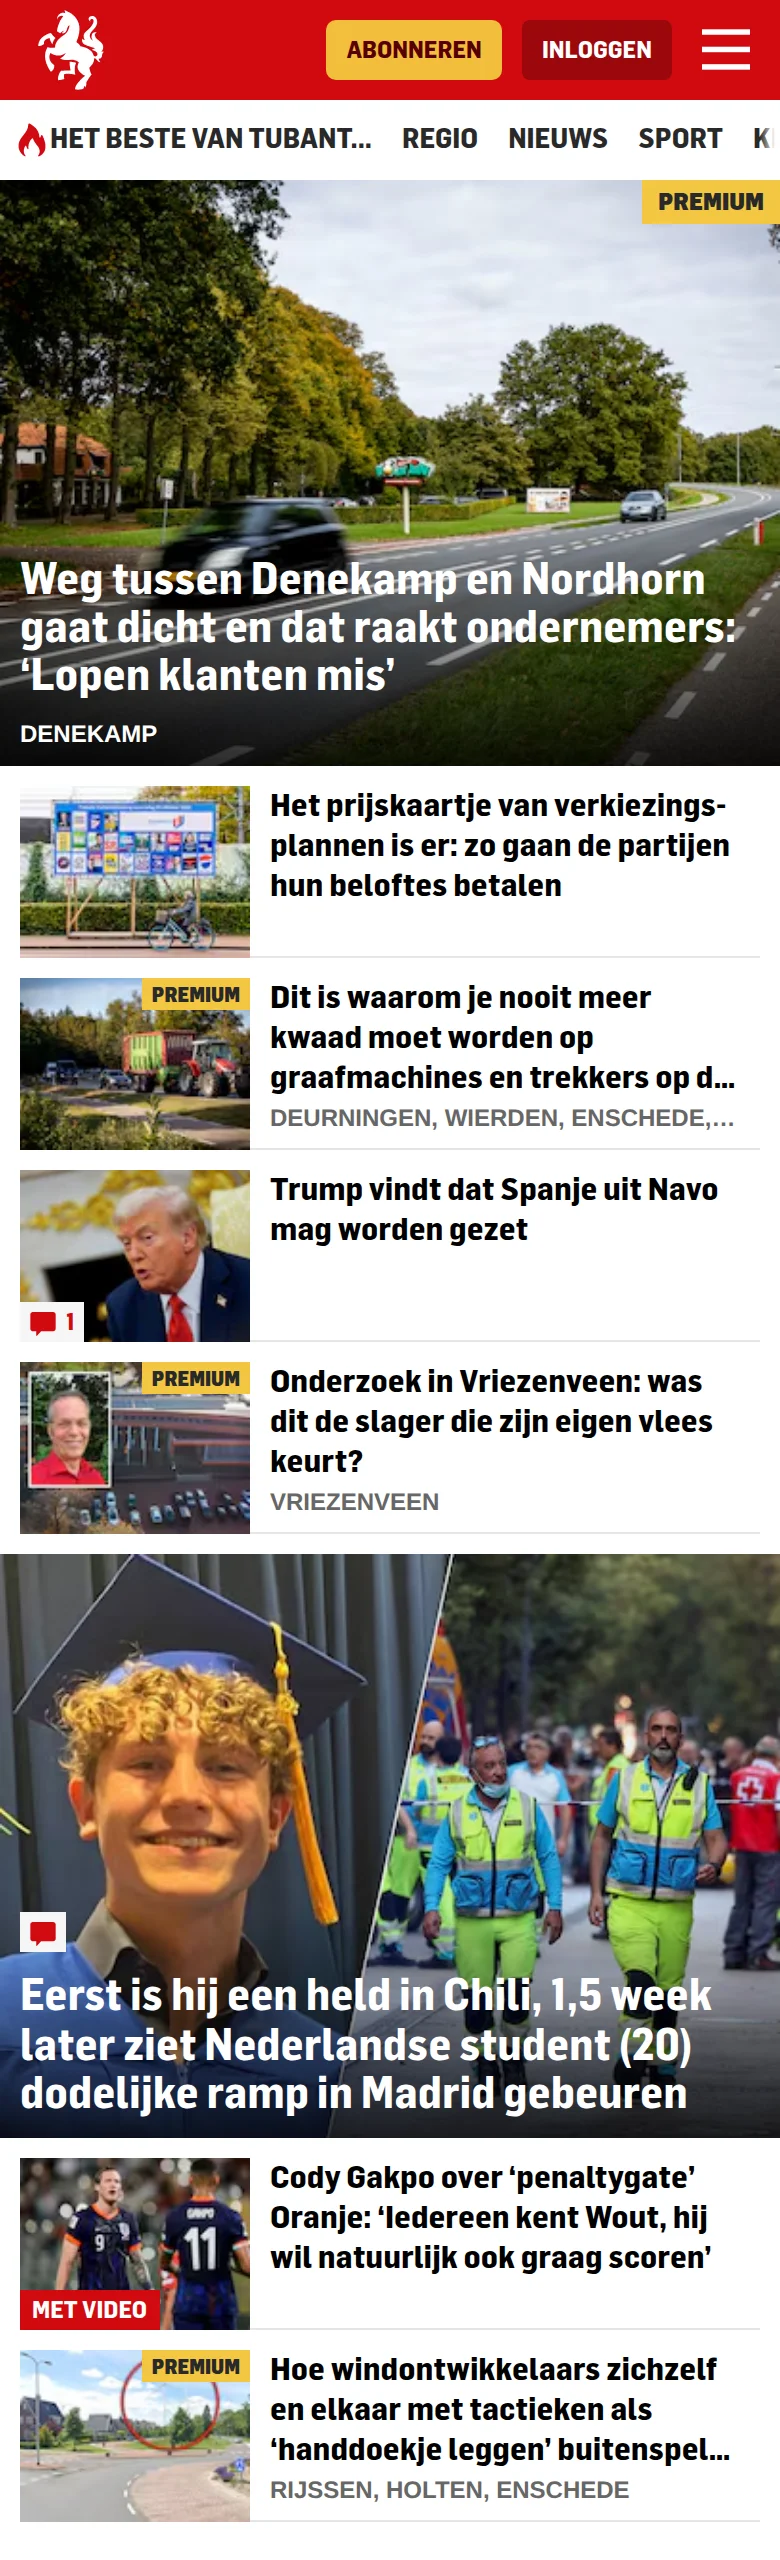 ABONNEREN
INLOGGEN
HET BESTE VAN TUBANT...
REGIO
NIEUWS
SPORT
PREMIUM
Weg tussen Denekamp en Nordhorn
gaat dicht en dat raakt ondernemers:
‘Lopen klanten mis’
DENEKAMP
Het prijskaartje van verkiezings-
plannen is er: zo gaan de partijen
hun beloftes betalen
PREMIUM
Dit is waarom je nooit meer
kwaad moet worden op
graafmachines en trekkers op d...
DEURNINGEN, WIERDEN, ENSCHEDE,...
Trump vindt dat Spanje uit Navo
mag worden gezet
1
PREMIUM
Onderzoek in Vriezenveen: was
dit de slager die zijn eigen vlees
keurt?
VRIEZENVEEN
Eerst is hij een held in Chili, 1,5 week
later ziet Nederlandse student (20)
dodelijke ramp in Madrid gebeuren
9
GAKPO
11
MET VIDEO
Cody Gakpo over ‘penaltygate’
Oranje: ‘Iedereen kent Wout, hij
wil natuurlijk ook graag scoren’
PREMIUM
Hoe windontwikkelaars zichzelf
en elkaar met tactieken als
‘handdoekje leggen’ buitenspel...
RIJSSEN, HOLTEN, ENSCHEDE